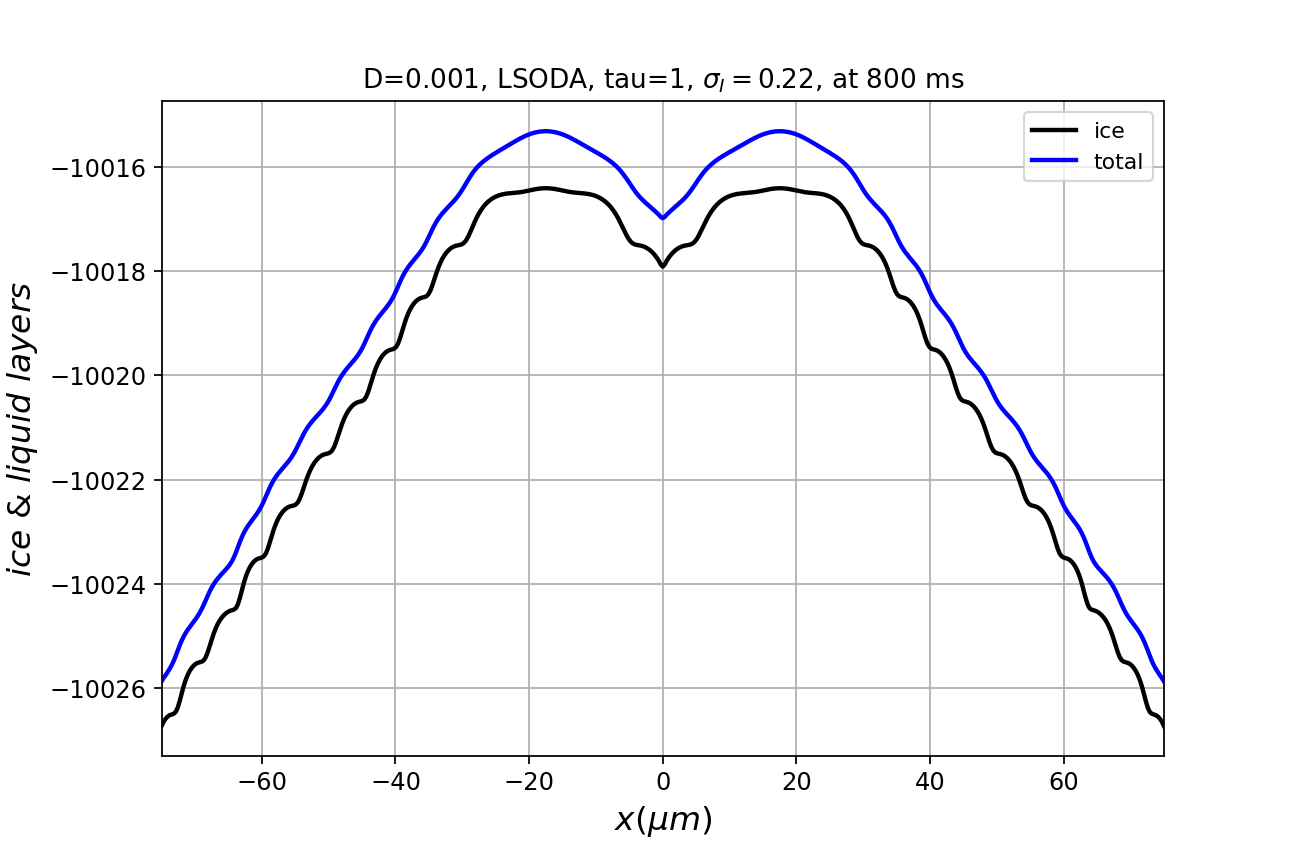 D=0.001, LSODA, tau=1, σ_I = 0.22, at 800 ms
ice
total
ice & liquid layers
−10016
−10018
−10020
−10022
−10024
−10026
−60
−40
−20
0
20
40
60
x(μm)